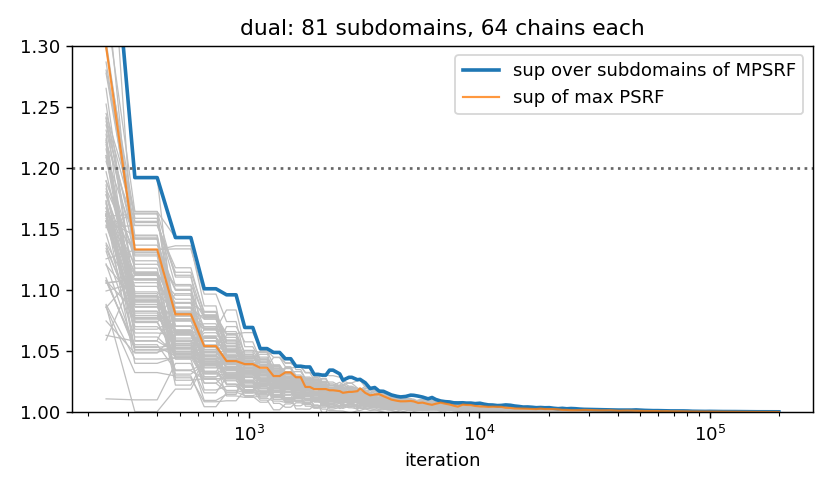 dual: 81 subdomains, 64 chains each
sup over subdomains of MPSRF
sup of max PSRF
1.30
1.25
1.20
1.15
1.10
1.05
1.00
10³ 10⁴ 10⁵
iteration